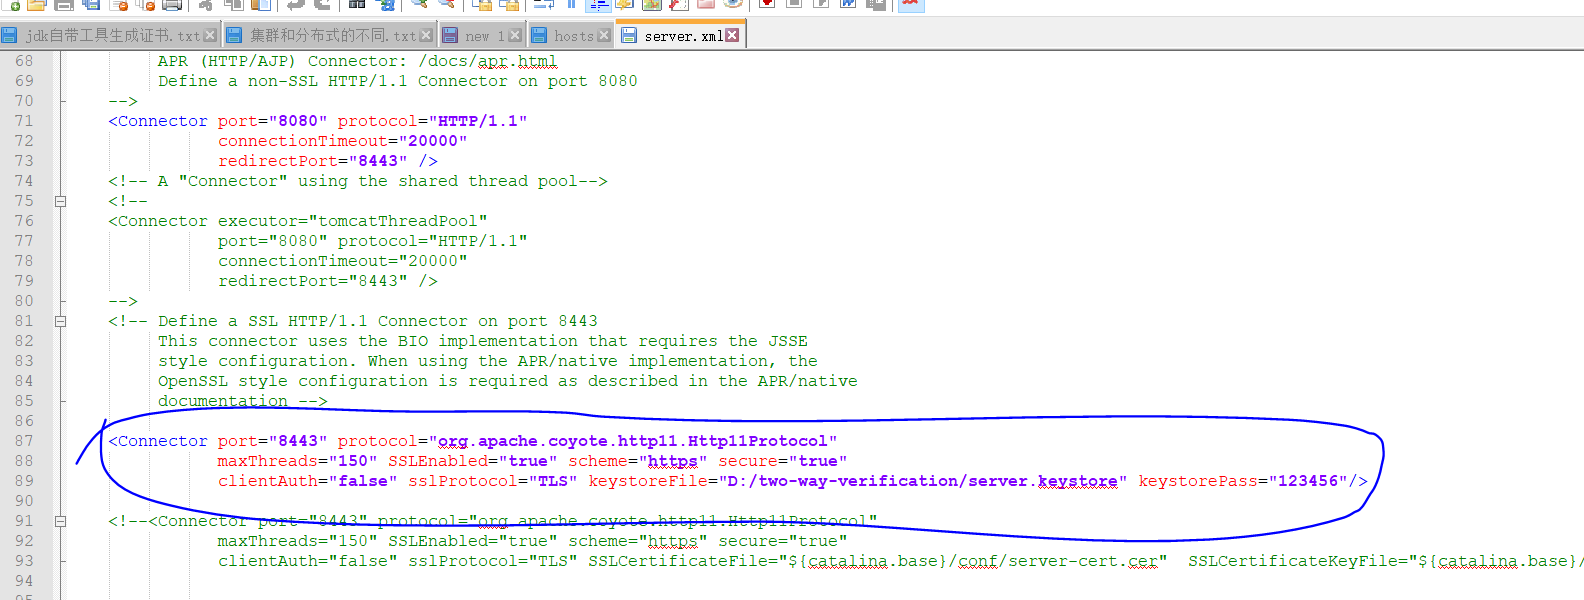 jdk自带工具生成证书.txt 集群和分布式的不同.txt new 1 hosts server.xml
68 APR (HTTP/AJP) Connector: /docs/apr.html
69 Define a non-SSL HTTP/1.1 Connector on port 8080
70 -->
71 <Connector port="8080" protocol="HTTP/1.1"
72 connectionTimeout="20000"
73 redirectPort="8443" />
74 <!-- A "Connector" using the shared thread pool-->
75 <!--
76 <Connector executor="tomcatThreadPool"
77 port="8080" protocol="HTTP/1.1"
78 connectionTimeout="20000"
79 redirectPort="8443" />
80 -->
81 <!-- Define a SSL HTTP/1.1 Connector on port 8443
82 This connector uses the BIO implementation that requires the JSSE
83 style configuration. When using the APR/native implementation, the
84 OpenSSL style configuration is required as described in the APR/native
85 documentation -->
86
87 <Connector port="8443" protocol="org.apache.coyote.http11.Http11Protocol"
88 maxThreads="150" SSLEnabled="true" scheme="https" secure="true"
89 clientAuth="false" sslProtocol="TLS" keystoreFile="D:/two-way-verification/server.keystore" keystorePass="123456"/>
90
91 <!--<Connector port="8443" protocol="org.apache.coyote.http11.Http11Protocol"
92 maxThreads="150" SSLEnabled="true" scheme="https" secure="true"
93 clientAuth="false" sslProtocol="TLS" SSLCertificateFile="${catalina.base}/conf/server-cert.cer" SSLCertificateKeyFile="${catalina.base}/
94